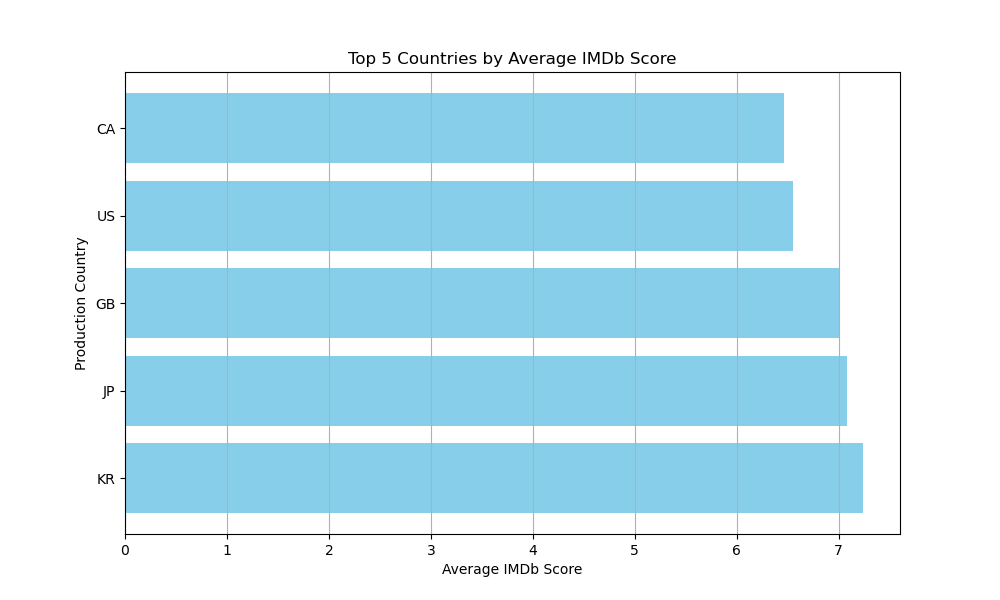 Top 5 Countries by Average IMDb Score
Production Country
CA
US
GB
JP
KR
0 1 2 3 4 5 6 7
Average IMDb Score